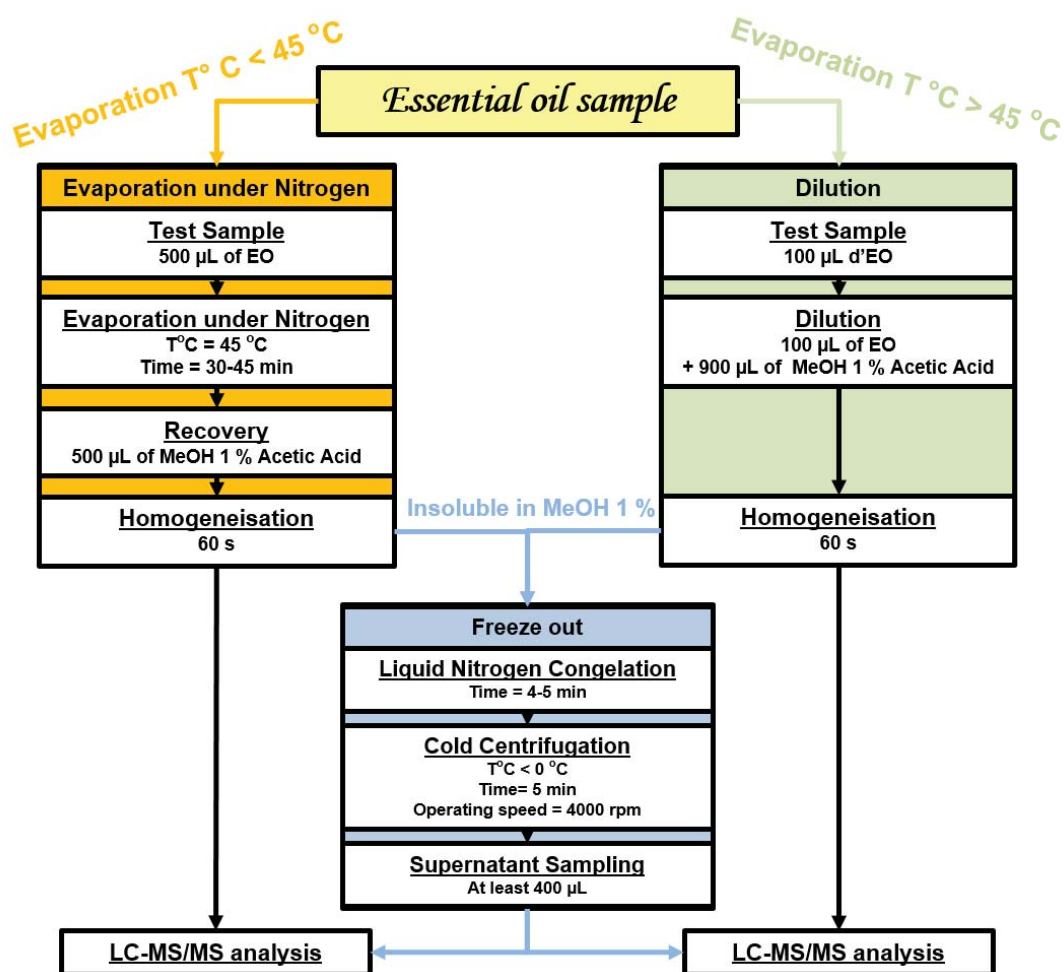 Evaporation T° C < 45 °C
Essential oil sample
Evaporation T °C > 45 °C
Evaporation under Nitrogen
Test Sample
500 µL of EO
Evaporation under Nitrogen
T°C = 45 °C
Time = 30-45 min
Recovery
500 µL of MeOH 1 % Acetic Acid
Homogeneisation
60 s
Dilution
Test Sample
100 µL d'EO
Dilution
100 µL of EO
+ 900 µL of MeOH 1 % Acetic Acid
Homogeneisation
60 s
Insoluble in MeOH 1 %
Freeze out
Liquid Nitrogen Congelation
Time = 4-5 min
Cold Centrifugation
T°C < 0 °C
Time= 5 min
Operating speed = 4000 rpm
Supernatant Sampling
At least 400 µL
LC-MS/MS analysis
LC-MS/MS analysis